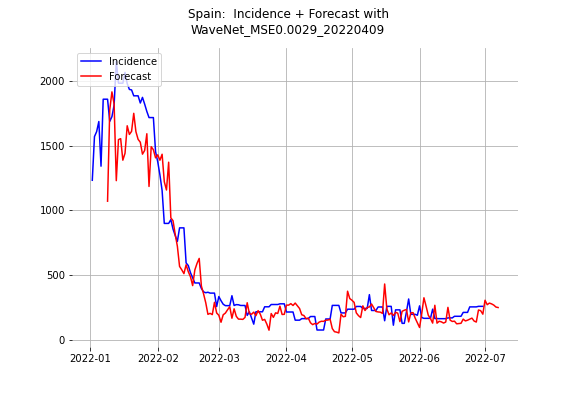 Spain:  Incidence + Forecast with
WaveNet_MSE0.0029_20220409
Incidence
Forecast
2000
1500
1000
500
0
2022-01 2022-02 2022-03 2022-04 2022-05 2022-06 2022-07